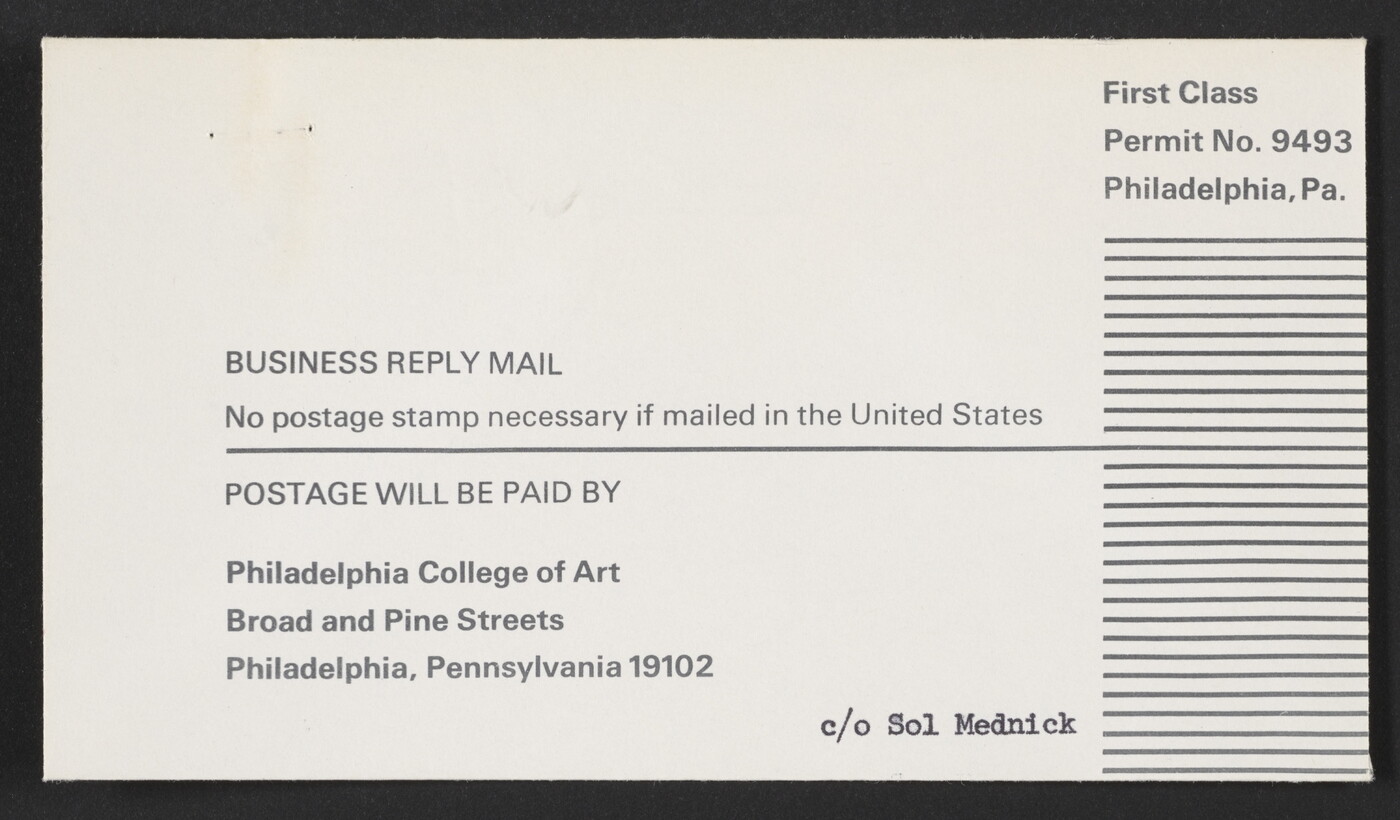 First Class
Permit No. 9493
Philadelphia, Pa.
BUSINESS REPLY MAIL
No postage stamp necessary if mailed in the United States
POSTAGE WILL BE PAID BY
Philadelphia College of Art
Broad and Pine Streets
Philadelphia, Pennsylvania 19102
c/o Sol Mednick